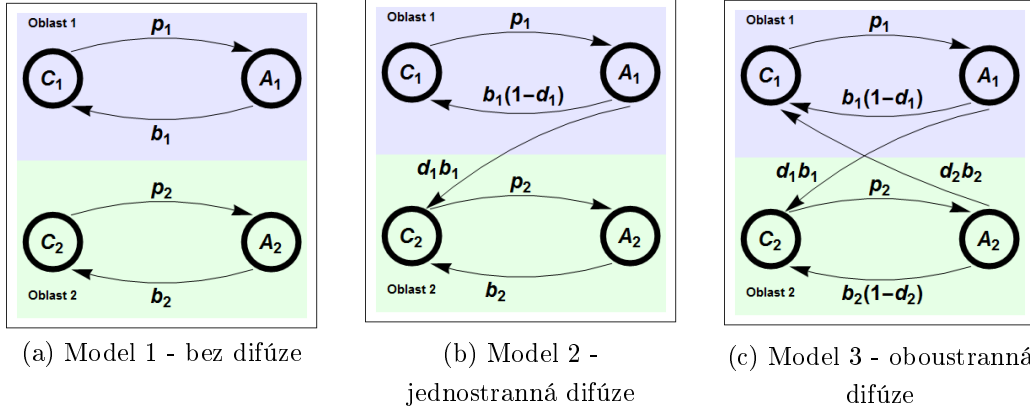 Oblast 1
p₁
C₁
A₁
b₁
p₂
C₂
A₂
b₂
Oblast 2
(a) Model 1 - bez difúze
Oblast 1
p₁
C₁
A₁
b₁(1−d₁)
d₁b₁
p₂
C₂
A₂
b₂
Oblast 2
(b) Model 2 -
jednostranná difúze
Oblast 1
p₁
C₁
A₁
b₁(1−d₁)
d₁b₁
d₂b₂
p₂
C₂
A₂
b₂(1−d₂)
Oblast 2
(c) Model 3 - oboustranná
difúze